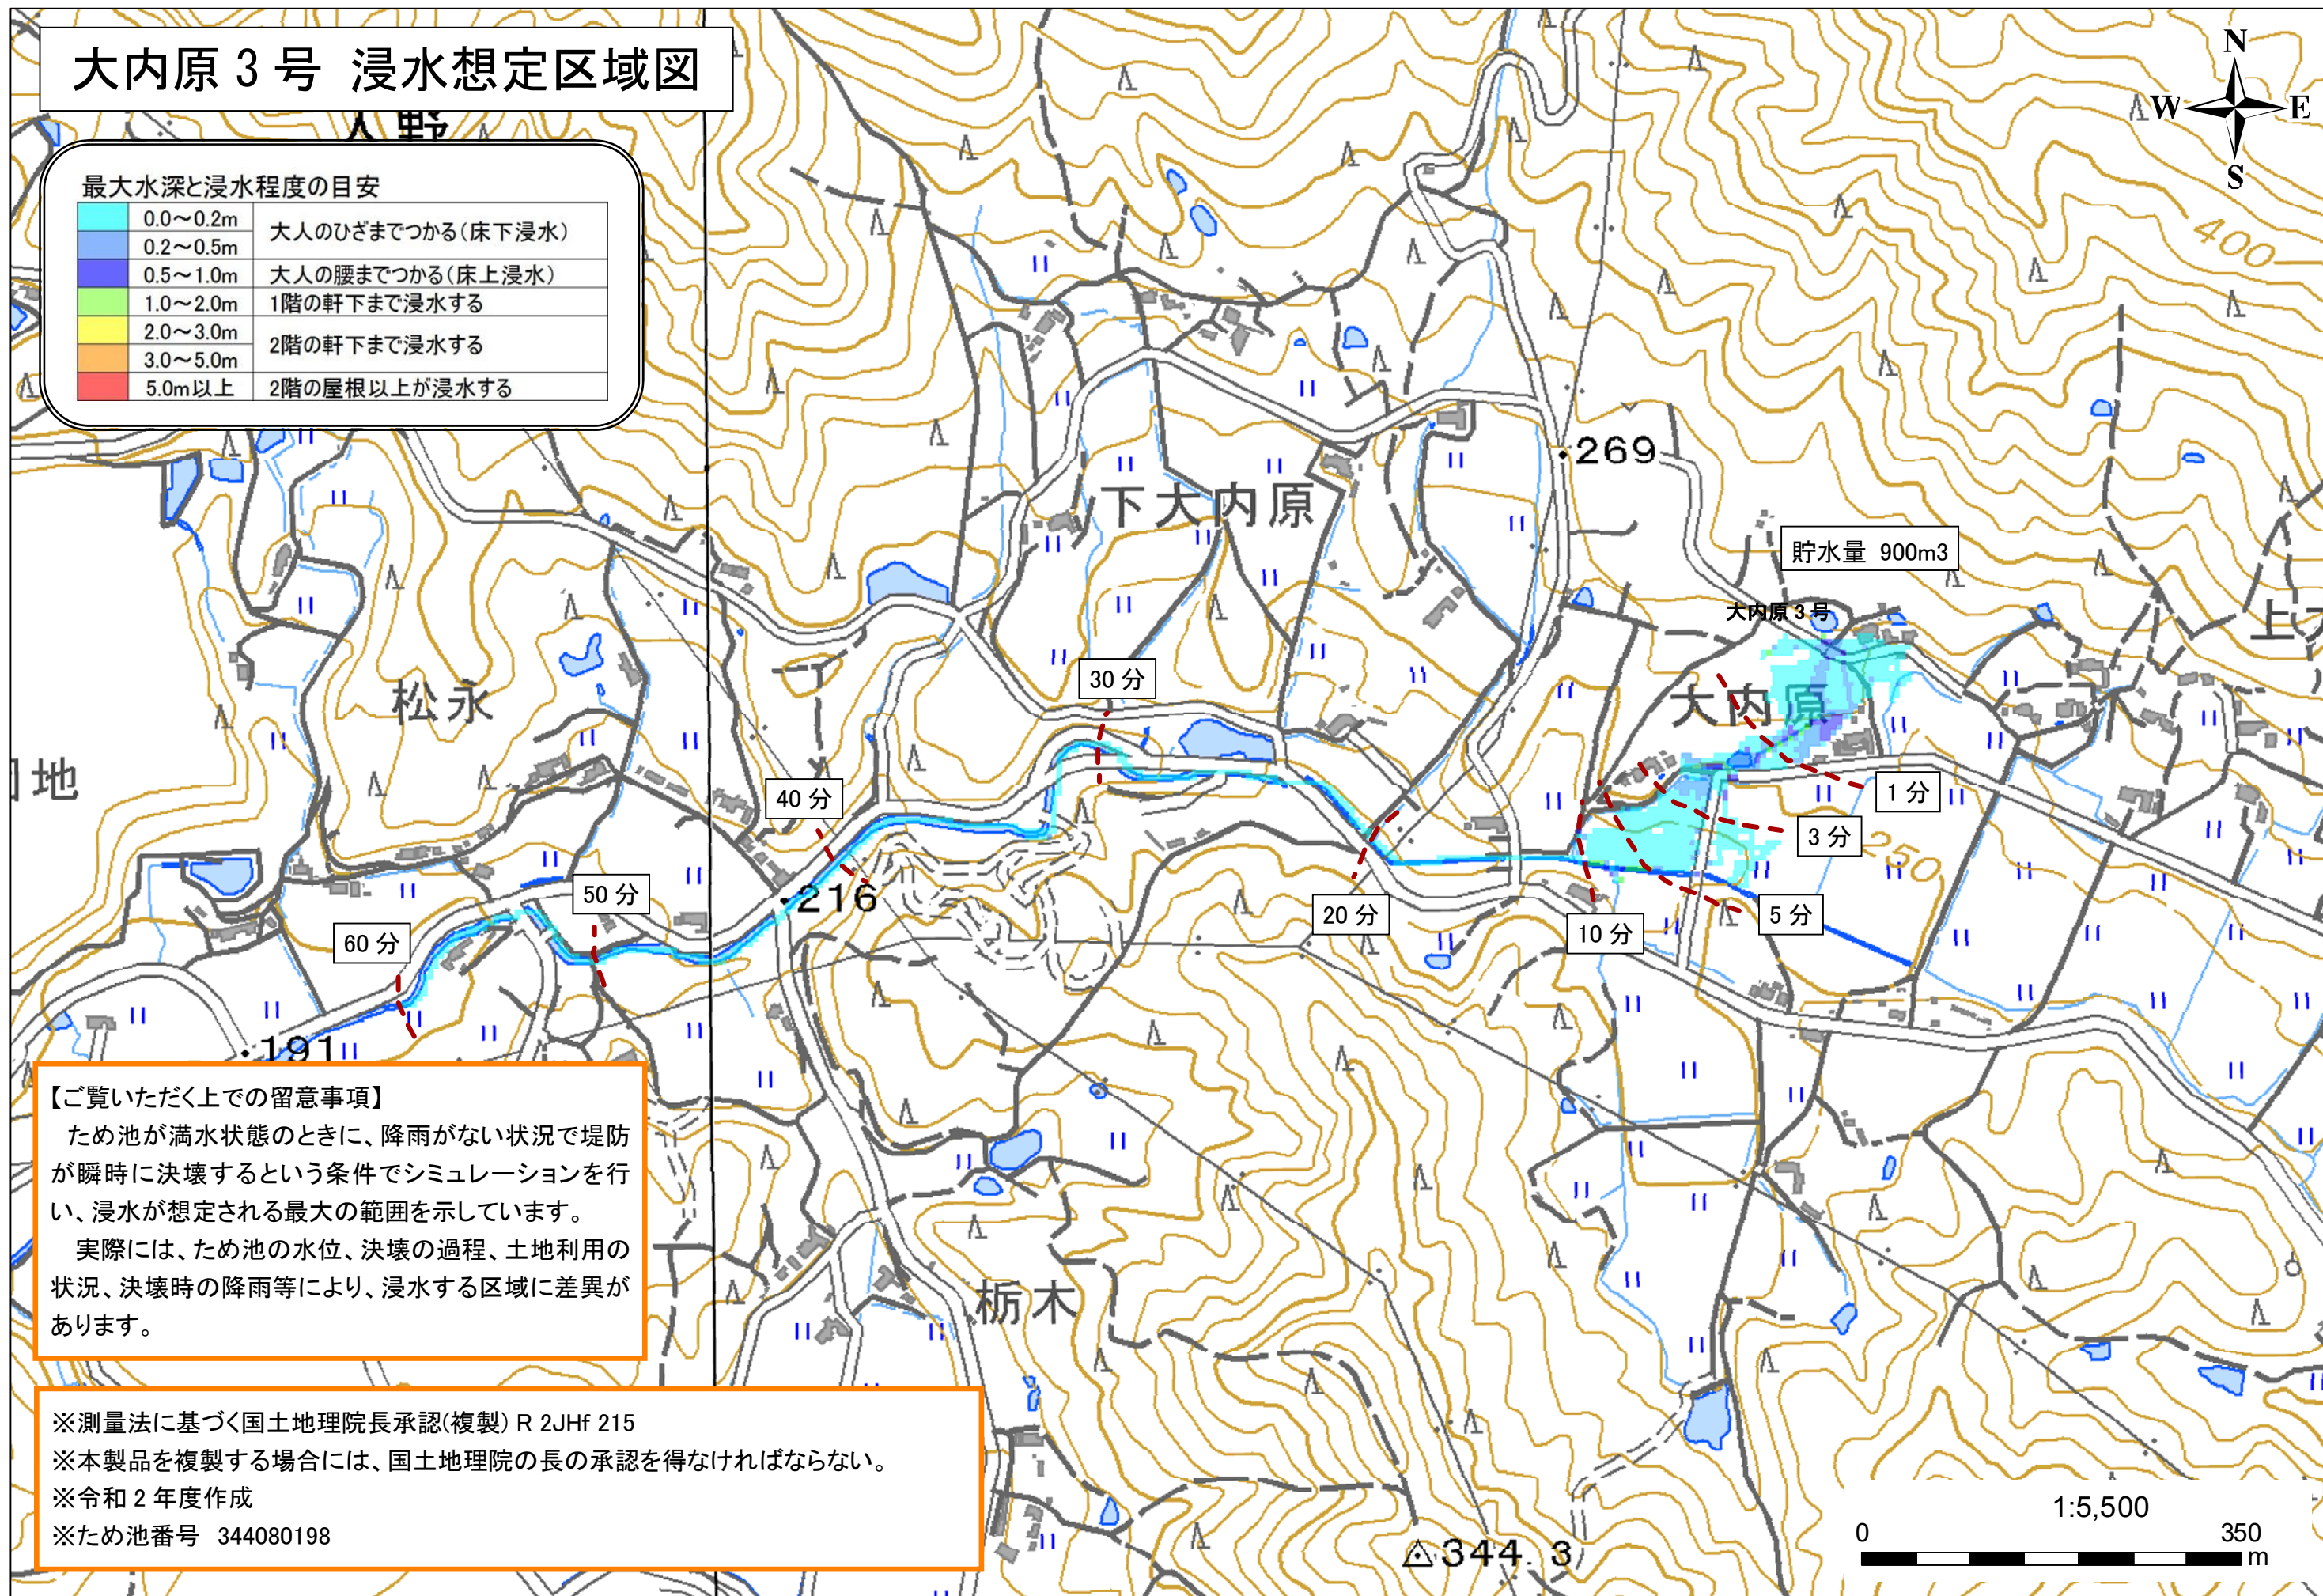 大内原３号 浸水想定区域図
N
W E
S
最大水深と浸水程度の目安
0.0～0.2m
大人のひざまでつかる(床下浸水)
0.2～0.5m
0.5～1.0m 大人の腰までつかる(床上浸水)
1.0～2.0m 1階の軒下まで浸水する
2.0～3.0m
2階の軒下まで浸水する
3.0～5.0m
5.0m以上 2階の屋根以上が浸水する
400
269
下大内原
貯水量 900m3
大内原３号
上
大内原
松永
地
30 分
40 分
1 分
3 分
250
5 分
10 分
20 分
216
50 分
60 分
191
栃木
344.3
【ご覧いただく上での留意事項】
ため池が満水状態のときに、降雨がない状況で堤防
が瞬時に決壊するという条件でシミュレーションを行
い、浸水が想定される最大の範囲を示しています。
実際には、ため池の水位、決壊の過程、土地利用の
状況、決壊時の降雨等により、浸水する区域に差異が
あります。
※測量法に基づく国土地理院長承認(複製) R 2JHf 215
※本製品を複製する場合には、国土地理院の長の承認を得なければならない。
※令和 2 年度作成
※ため池番号 344080198
1:5,500
0 350
m